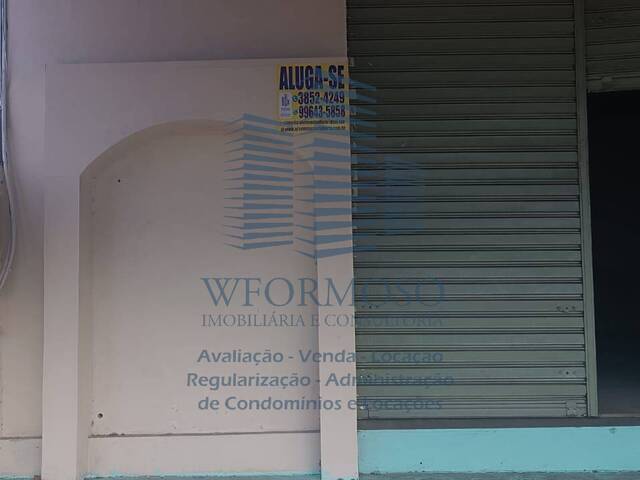 ALUGA-SE
3852-4249
99643-5858
WFORMOSO
IMOBILIÁRIA E CONSULTORIA
Avaliação - Venda - Locação
Regularização - Administração
de Condomínios e Locações